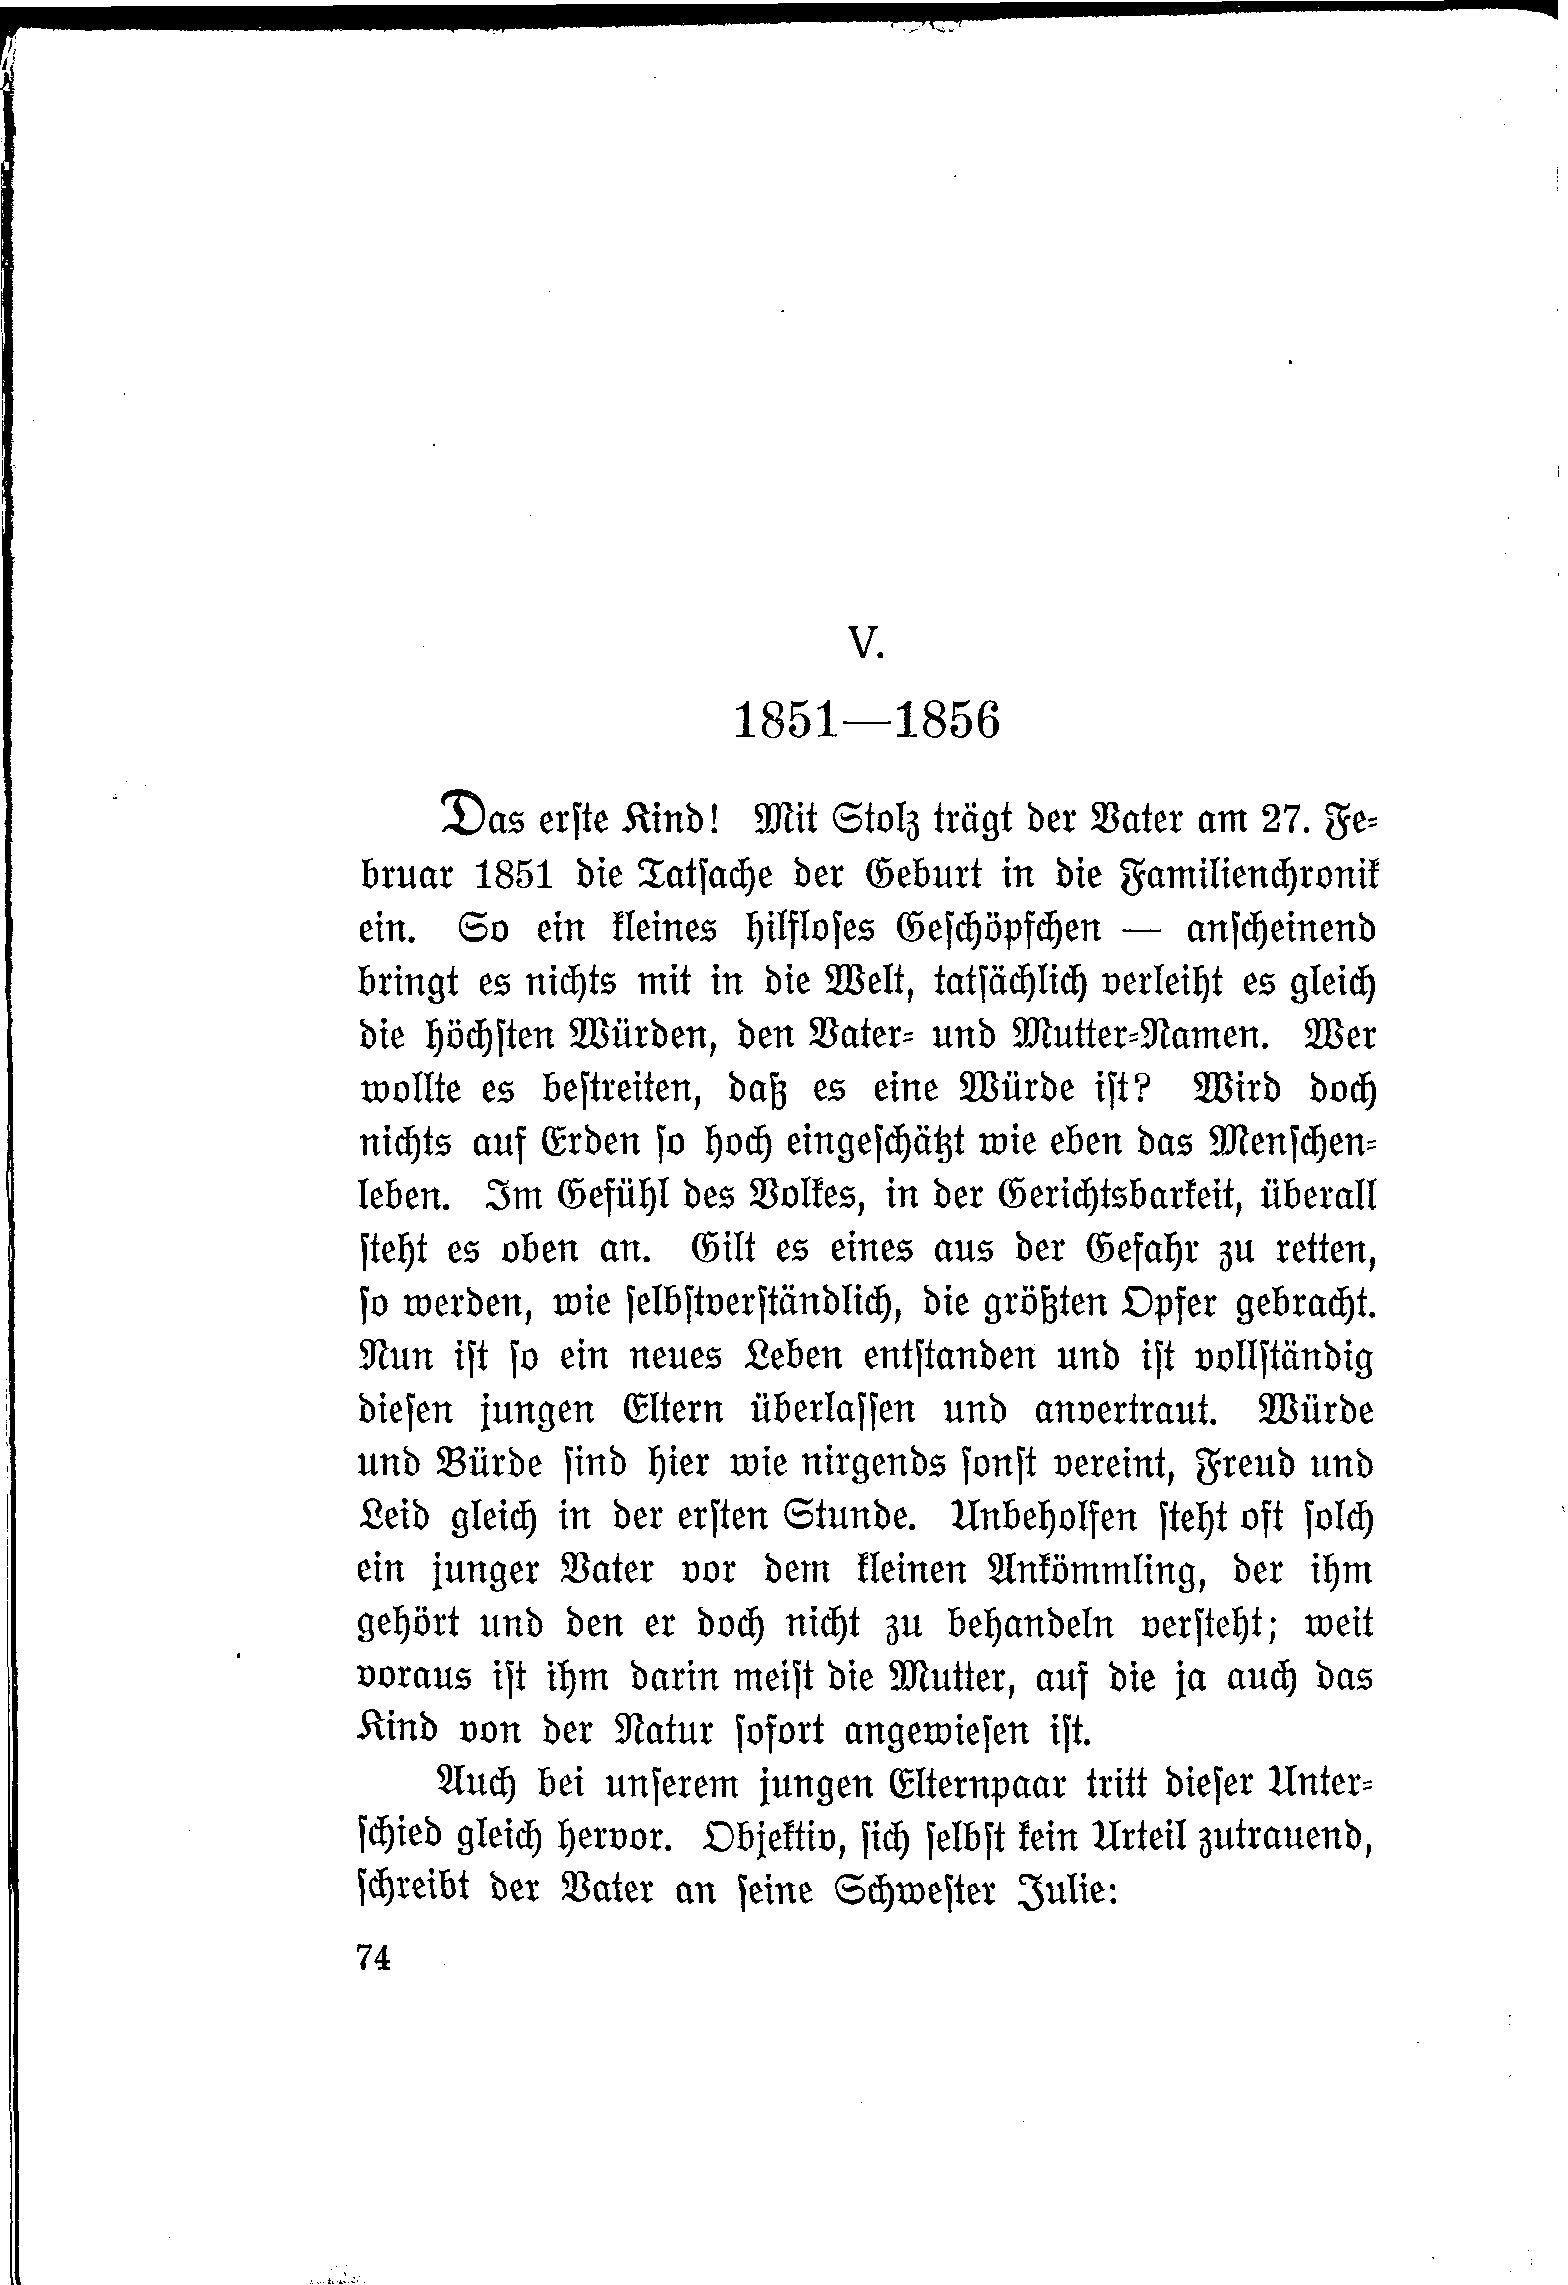 V.
1851—1856
Das erste Kind! Mit Stolz trägt der Vater am 27. Fe-
bruar 1851 die Tatsache der Geburt in die Familienchronik
ein. So ein kleines hilfloses Geschöpfchen — anscheinend
bringt es nichts mit in die Welt, tatsächlich verleiht es gleich
die höchsten Würden, den Vater- und Mutter-Namen. Wer
wollte es bestreiten, daß es eine Würde ist? Wird doch
nichts auf Erden so hoch eingeschätzt wie eben das Menschen-
leben. Im Gefühl des Volkes, in der Gerichtsbarkeit, überall
steht es oben an. Gilt es eines aus der Gefahr zu retten,
so werden, wie selbstverständlich, die größten Opfer gebracht.
Nun ist so ein neues Leben entstanden und ist vollständig
diesen jungen Eltern überlassen und anvertraut. Würde
und Bürde sind hier wie nirgends sonst vereint, Freud und
Leid gleich in der ersten Stunde. Unbeholfen steht oft solch
ein junger Vater vor dem kleinen Ankömmling, der ihm
gehört und den er doch nicht zu behandeln versteht; weit
voraus ist ihm darin meist die Mutter, auf die ja auch das
Kind von der Natur sofort angewiesen ist.
Auch bei unserem jungen Elternpaar tritt dieser Unter-
schied gleich hervor. Objektiv, sich selbst kein Urteil zutrauend,
schreibt der Vater an seine Schwester Julie:
74